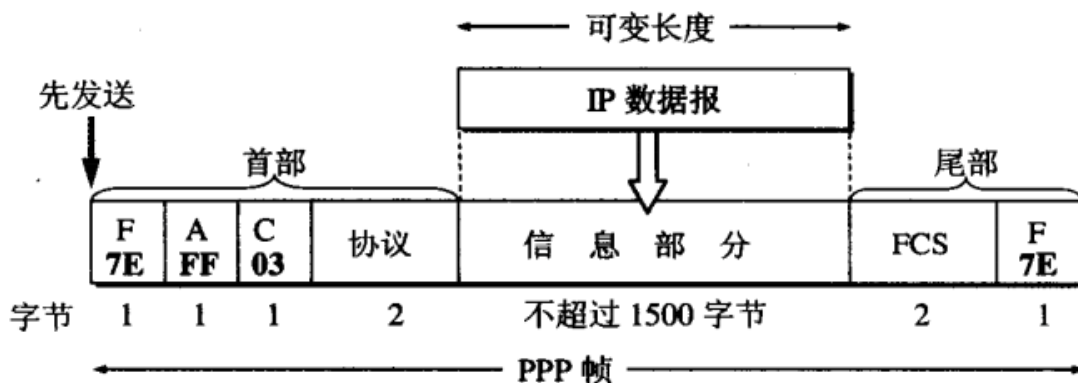 可变长度
先发送
IP 数据报
首部
尾部
F A C 协议 信息部分 FCS F
7E FF 03 7E
字节 1 1 1 2 不超过 1500 字节 2 1
PPP 帧